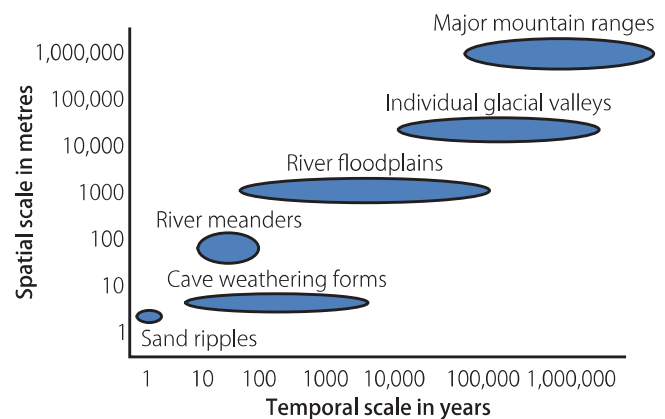 Major mountain ranges
1,000,000
100,000
Individual glacial valleys
10,000
River floodplains
1000
River meanders
100
Cave weathering forms
10
1
Sand ripples
Spatial scale in metres
1 10 100 1000 10,000 100,000 1,000,000
Temporal scale in years